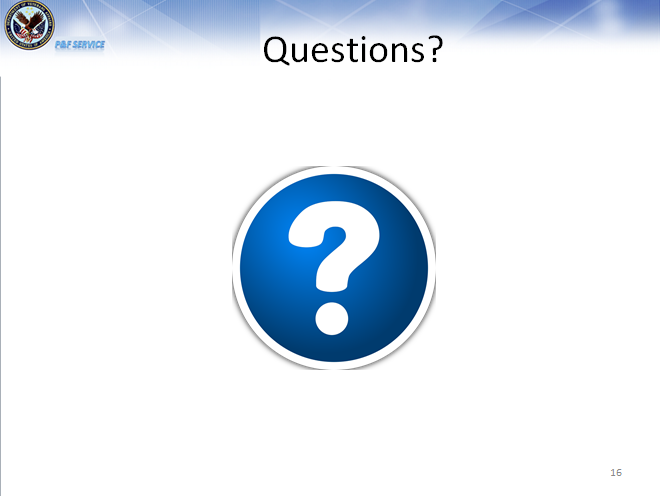 P&F SERVICE
Questions?
?
16